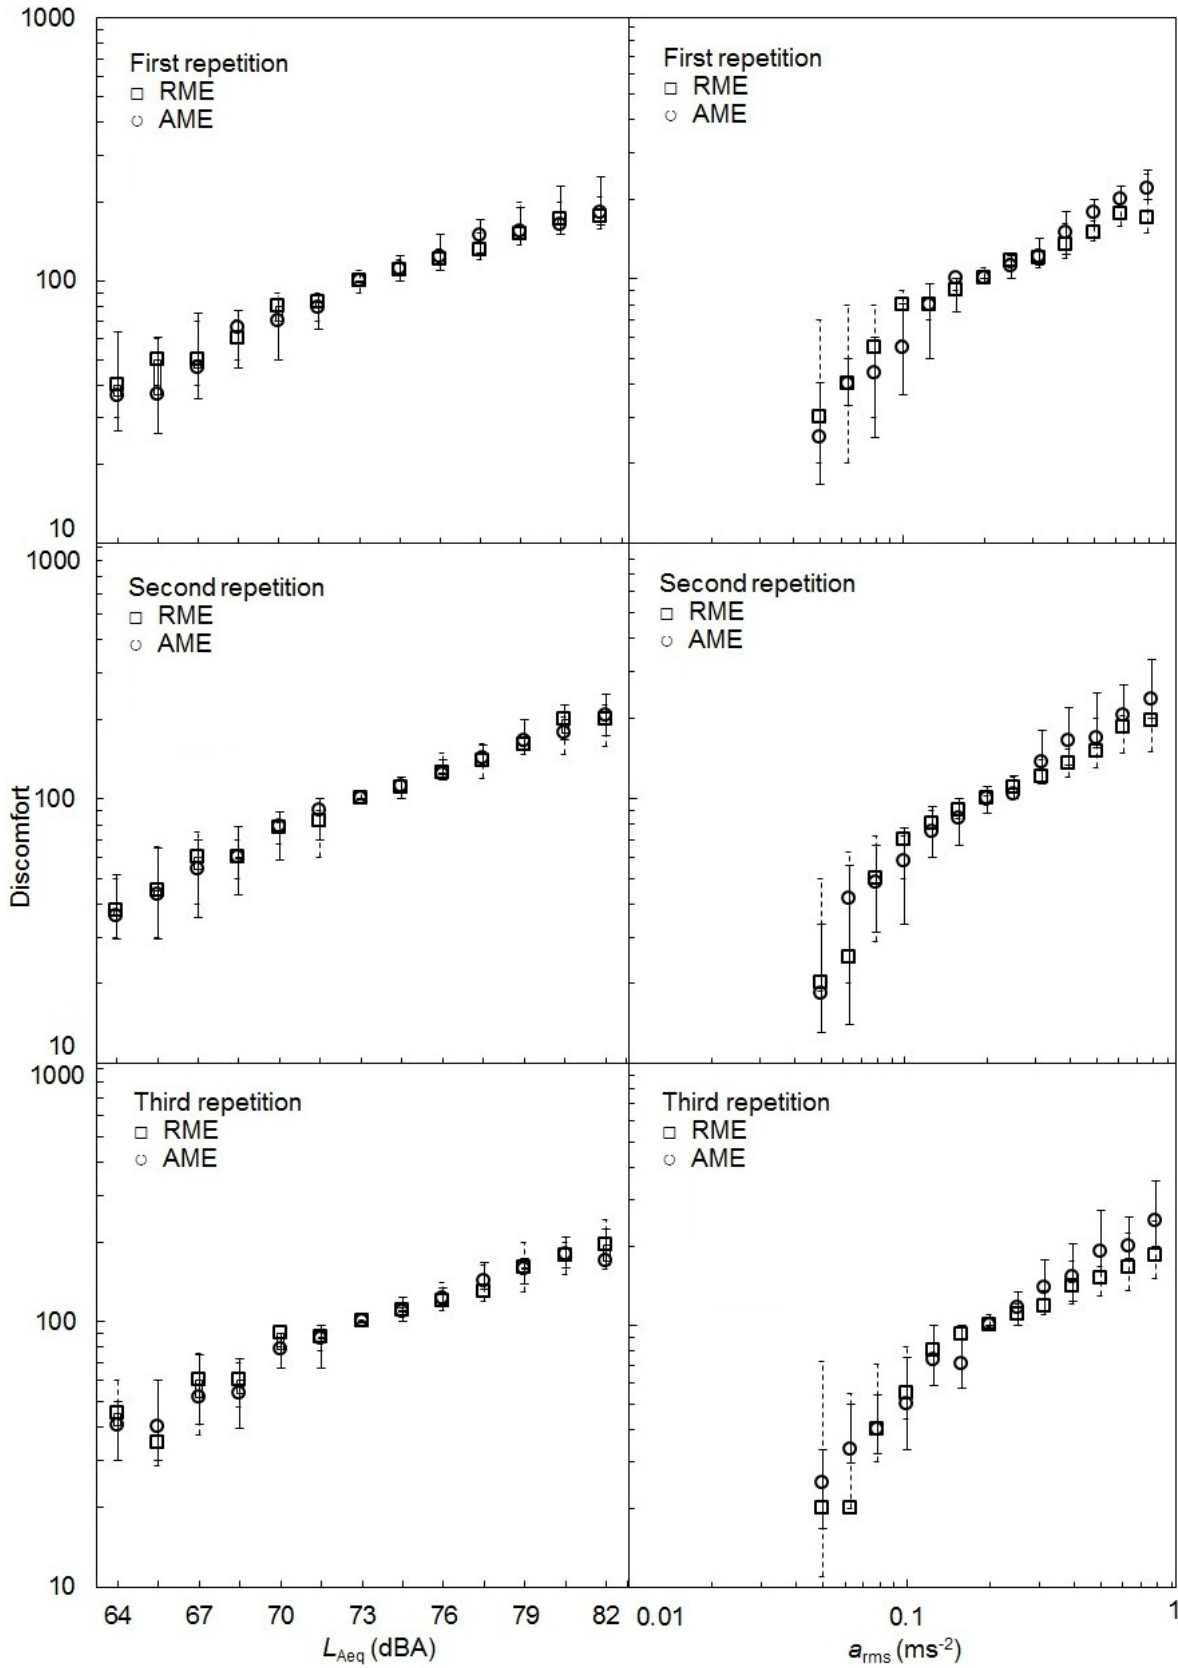 1000
First repetition
RME
AME
First repetition
RME
AME
100
10
1000
Second repetition
RME
AME
Second repetition
RME
AME
100
Discomfort
10
1000
Third repetition
RME
AME
Third repetition
RME
AME
100
10
64 67 70 73 76 79 82 0.01 0.1 1
LAeq (dBA) arms (ms-2)